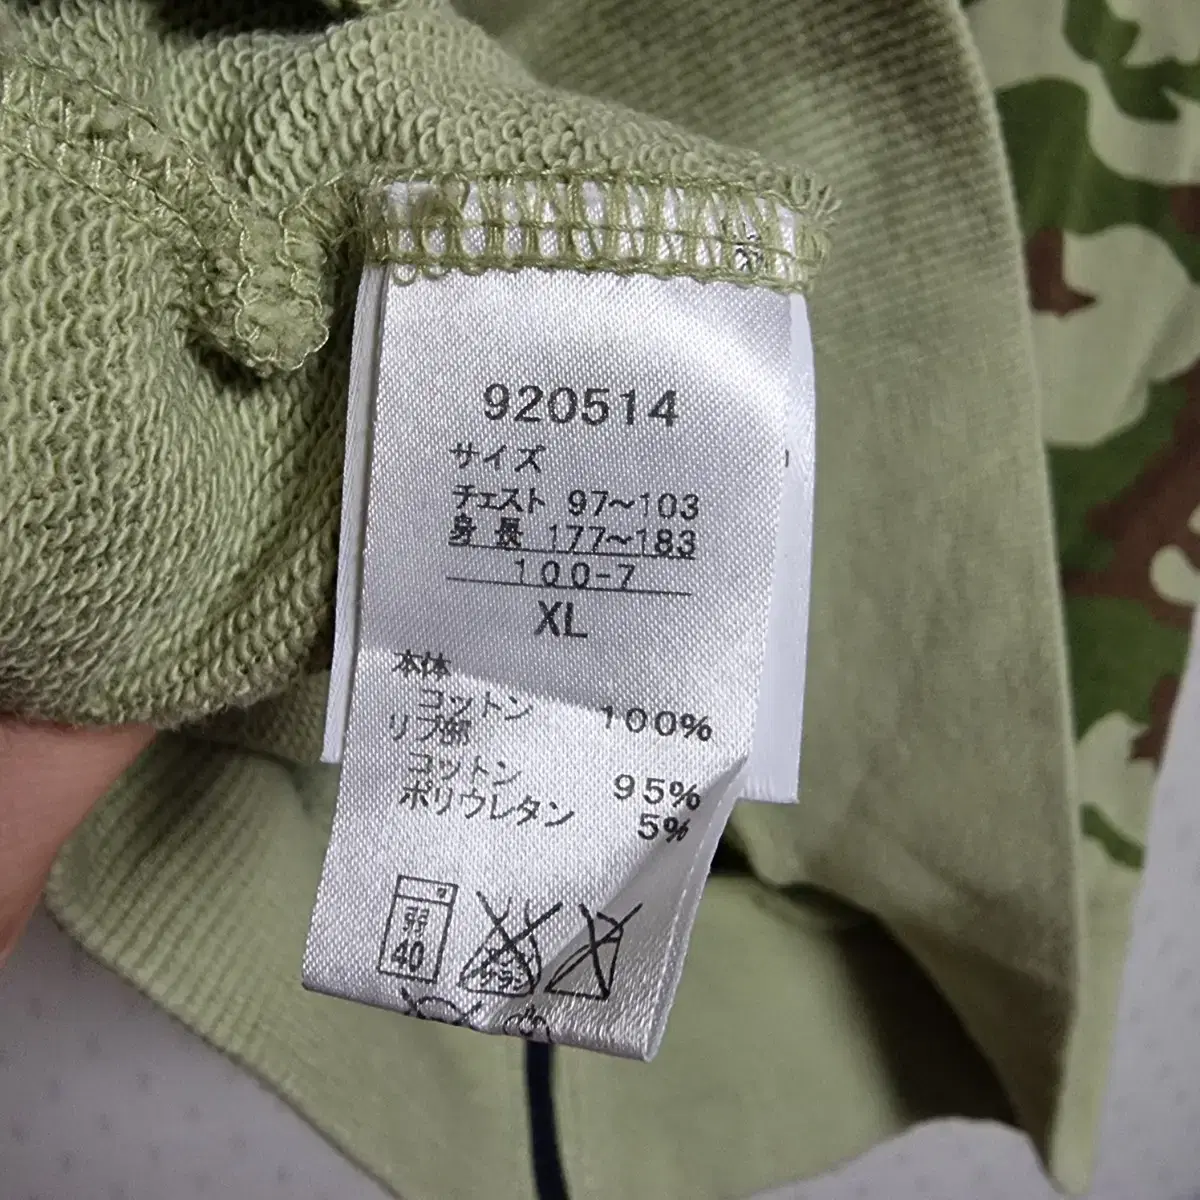 920514
サイズ
チェスト 97～103
身長 177～183
100-7
XL
本体
コットン 100%
リブ部
コットン 95%
ポリウレタン 5%
弱
40